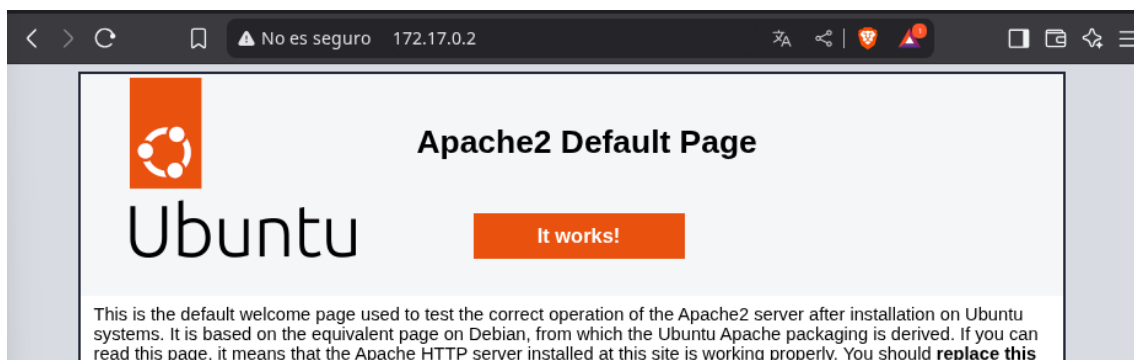 No es seguro 172.17.0.2
1
Apache2 Default Page
Ubuntu
It works!
This is the default welcome page used to test the correct operation of the Apache2 server after installation on Ubuntu
systems. It is based on the equivalent page on Debian, from which the Ubuntu Apache packaging is derived. If you can
read this page, it means that the Apache HTTP server installed at this site is working properly. You should replace this